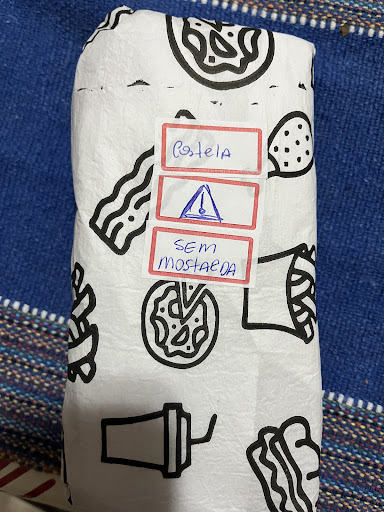 Costela
!
SEM
MOSTARDA